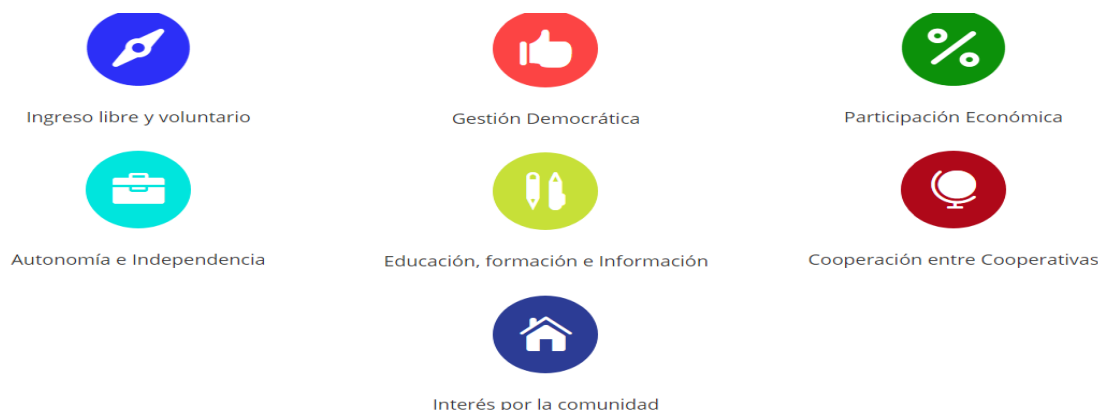 Ingreso libre y voluntario
Gestión Democrática
Participación Económica
Autonomía e Independencia
Educación, formación e Información
Cooperación entre Cooperativas
Interés por la comunidad